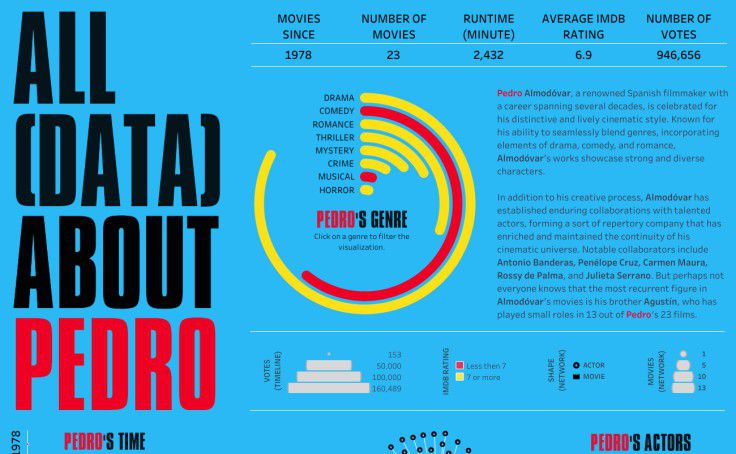 ALL
(DATA)
ABOUT
PEDRO
MOVIES SINCE
1978
NUMBER OF MOVIES
23
RUNTIME (MINUTE)
2,432
AVERAGE IMDB RATING
6.9
NUMBER OF VOTES
946,656
DRAMA
COMEDY
ROMANCE
THRILLER
MYSTERY
CRIME
MUSICAL
HORROR
PEDRO'S GENRE
Click on a genre to filter the
visualization.
Pedro Almodóvar, a renowned Spanish filmmaker with
a career spanning several decades, is celebrated for
his distinctive and lively cinematic style. Known for
his ability to seamlessly blend genres, incorporating
elements of drama, comedy, and romance,
Almodóvar's works showcase strong and diverse
characters.
In addition to his creative process, Almodóvar has
established enduring collaborations with talented
actors, forming a sort of repertory company that has
enriched and maintained the continuity of his
cinematic universe. Notable collaborators include
Antonio Banderas, Penélope Cruz, Carmen Maura,
Rossy de Palma, and Julieta Serrano. But perhaps not
everyone knows that the most recurrent figure in
Almodóvar's movies is his brother Agustín, who has
played small roles in 13 out of Pedro's 23 films.
VOTES
(TIMELINE)
153
50,000
100,000
160,489
IMDB RATING
Less then 7
7 or more
SHAPE
(NETWORK)
ACTOR
MOVIE
MOVIES
(NETWORK)
1
5
10
13
1978
PEDRO'S TIME
PEDRO'S ACTORS